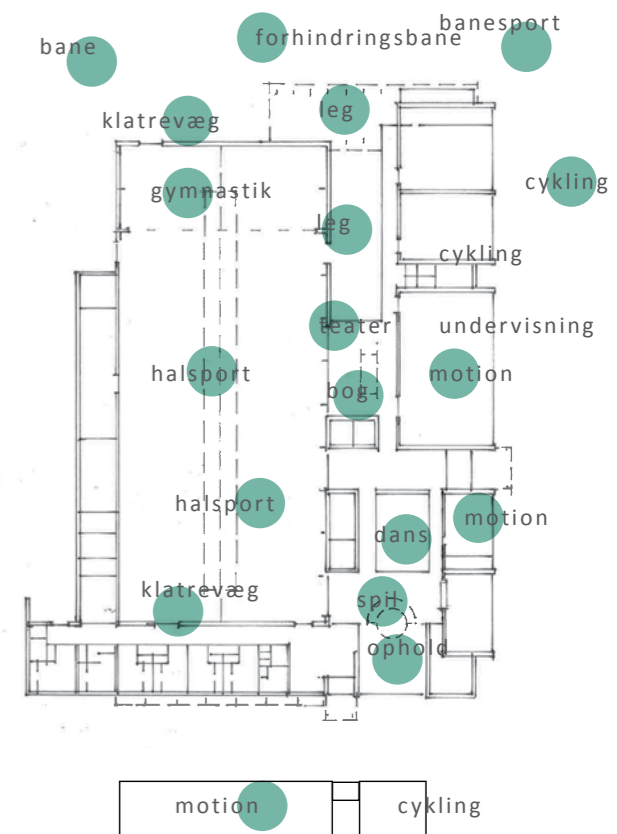 banesport
forhindringsbane
bane
leg
klatrevæg
cykling
gymnastik
leg
cykling
teater
undervisning
halsport
motion
bog
halsport
motion
dans
klatrevæg
spil
ophold
motion
cykling